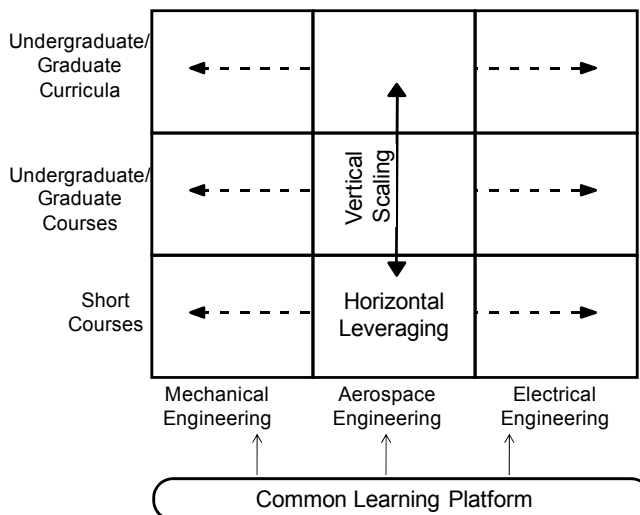 Undergraduate/
Graduate
Curricula
Undergraduate/
Graduate
Courses
Vertical
Scaling
Short
Courses
Horizontal
Leveraging
Mechanical
Engineering
Aerospace
Engineering
Electrical
Engineering
Common Learning Platform